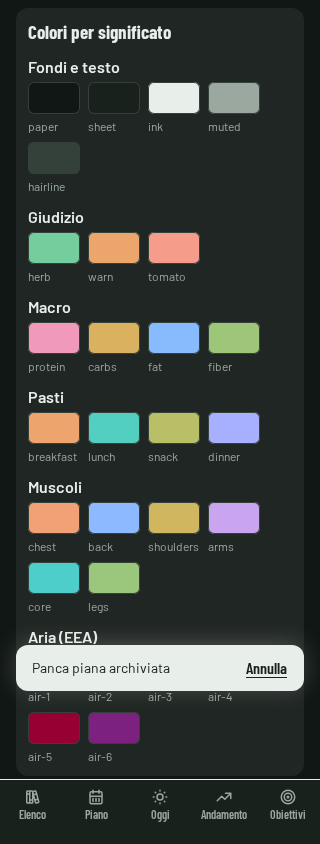 Colori per significato
Fondi e testo
paper sheet ink muted
hairline
Giudizio
herb warn tomato
Macro
protein carbs fat fiber
Pasti
breakfast lunch snack dinner
Muscoli
chest back shoulders arms
core legs
Aria (EEA)
Panca piana archiviata Annulla
air-1 air-2 air-3 air-4
air-5 air-6
Elenco Piano Oggi Andamento Obiettivi